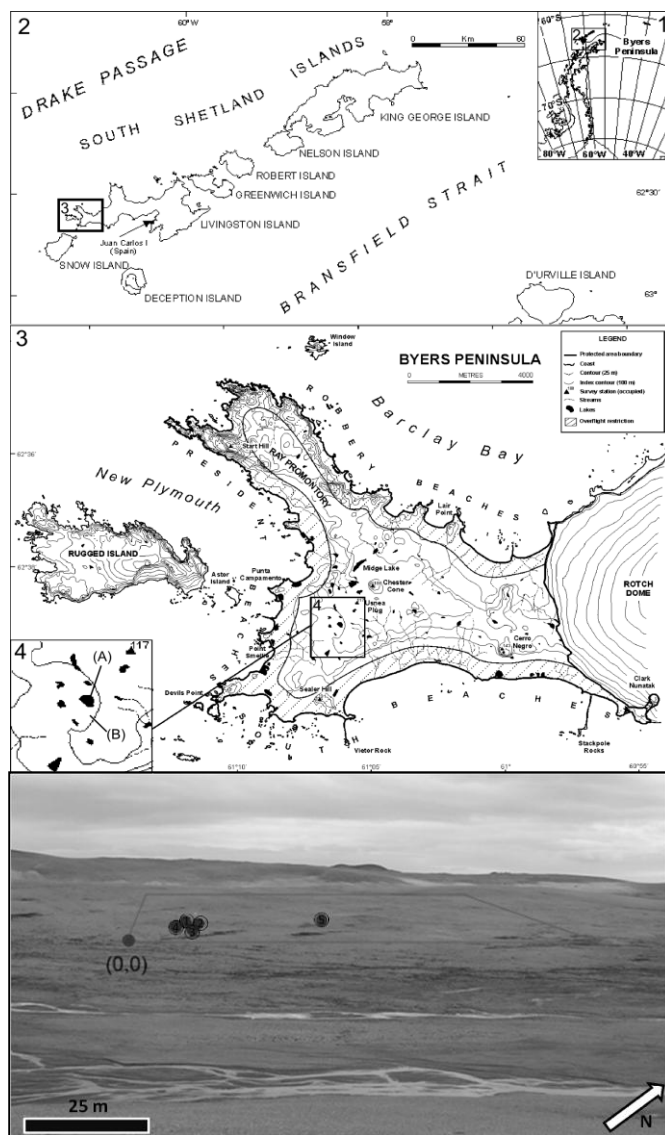 2
60°W
58°
0 Km 60
DRAKE PASSAGE
SOUTH SHETLAND ISLANDS
KING GEORGE ISLAND
NELSON ISLAND
ROBERT ISLAND
GREENWICH ISLAND
62°30'
3
LIVINGSTON ISLAND
Juan Carlos I
(Spain)
SNOW ISLAND
DECEPTION ISLAND
BRANSFIELD STRAIT
D'URVILLE ISLAND
63°
1
60°S
2
Byers
Peninsula
70°S
80°W 60°W 40°W
3
Window
Island
BYERS PENINSULA
0 METRES 4000
LEGEND
Protected area boundary
Coast
Contour (25 m)
Index contour (100 m)
Survey station (occupied)
Streams
Lakes
Overflight restriction
Barclay Bay
ROBBERY BEACHES
Start Hill
RAY PROMONTORY
New Plymouth
PRESIDENT BEACHES
Lair
Point
RUGGED ISLAND
Aster
Island
Punta
Campamento
Midge Lake
Chester
Cone
Usnea
Plug
ROTCH
DOME
4
Cerro
Negro
Point
Smellie
Devils Point
Sealer Hill
Clark
Nunatak
SOUTH BEACHES
Vietor Rock
Stackpole
Rocks
61°10'
61°05'
61°
4
117
(A)
(B)
(0,0)
5
25 m
N